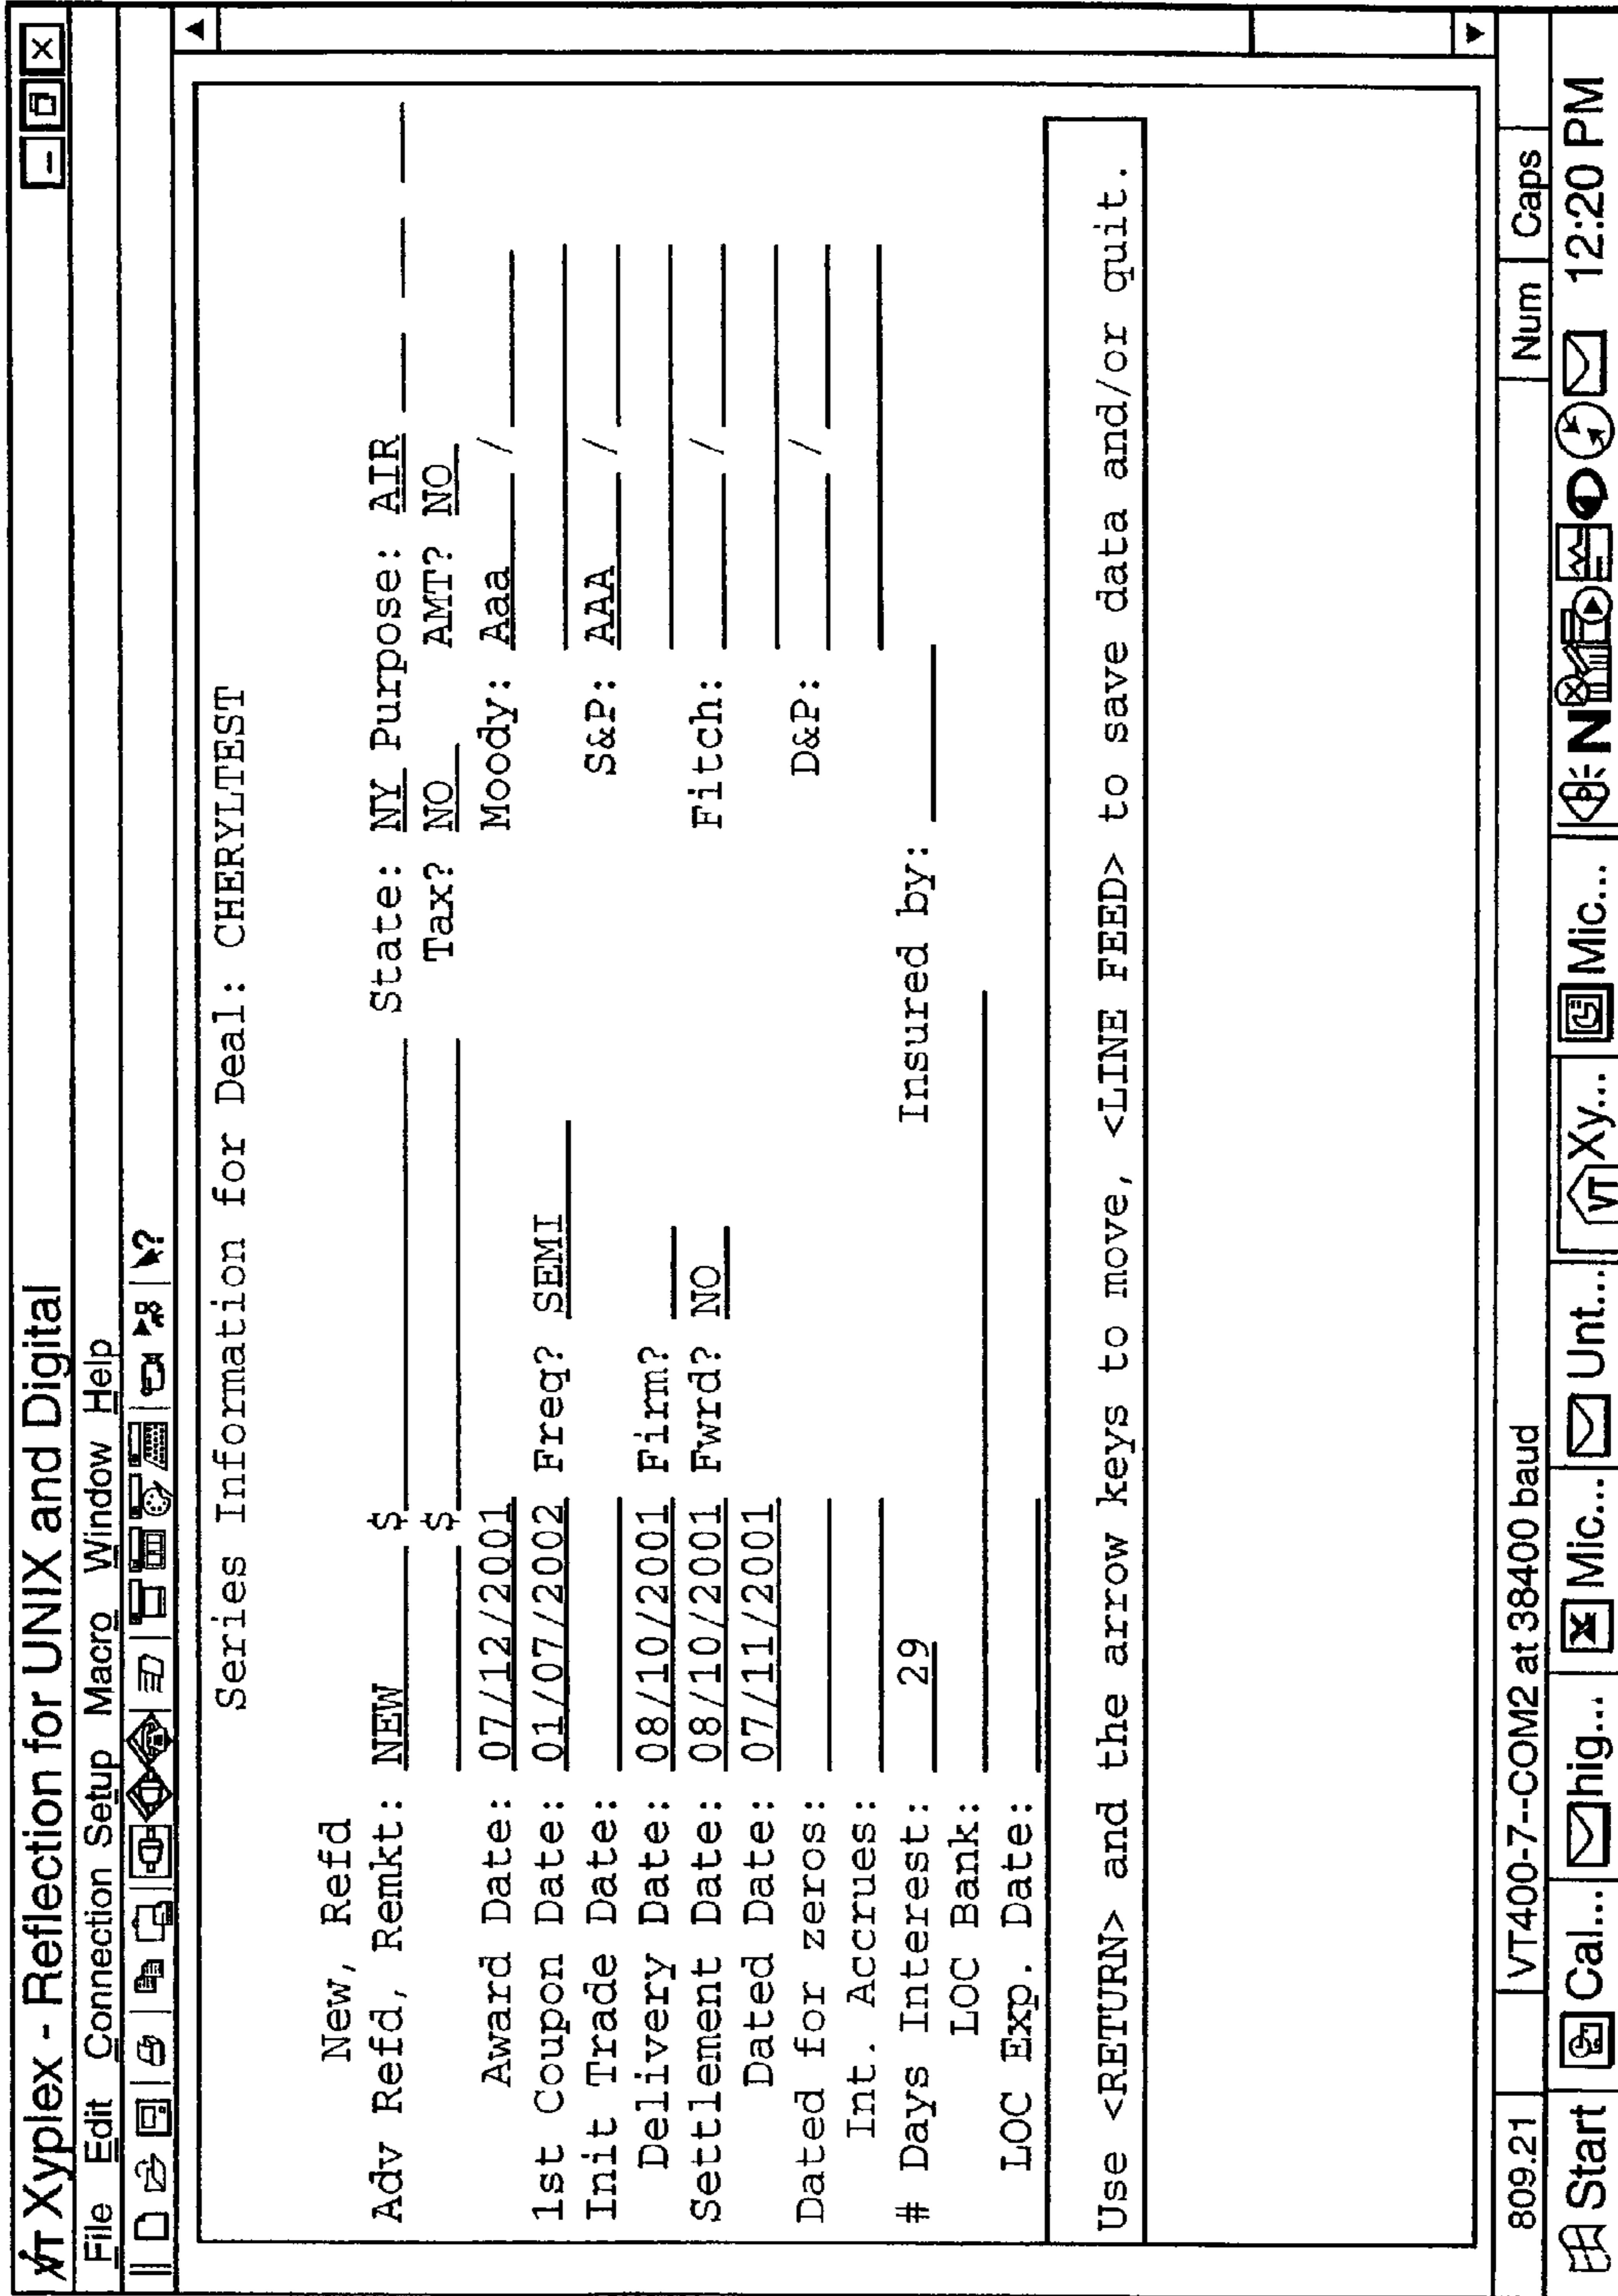 VT Xyplex - Reflection for UNIX and Digital
File Edit Connection Setup Macro Window Help
Series Information for Deal: CHERYLTEST
New, Refd
Adv Refd, Remkt: NEW $ State: NY Purpose: AIR
$ Tax? NO AMT? NO
Award Date: 07/12/2001 Moody: Aaa /
1st Coupon Date: 01/07/2002 Freq? SEMI
Init Trade Date: S&P: AAA /
Delivery Date: 08/10/2001 Firm?
Settlement Date: 08/10/2001 Fwrd? NO Fitch: /
Dated Date: 07/11/2001
Dated for zeros: D&P: /
Int. Accrues:
# Days Interest: 29 Insured by:
LOC Bank:
LOC Exp. Date:
Use <RETURN> and the arrow keys to move, <LINE FEED> to save data and/or quit.
809.21 VT400-7--COM2 at 38400 baud Num Caps
Start Cal... hig... Mic... Unt... VT Xy... Mic... N 12:20 PM